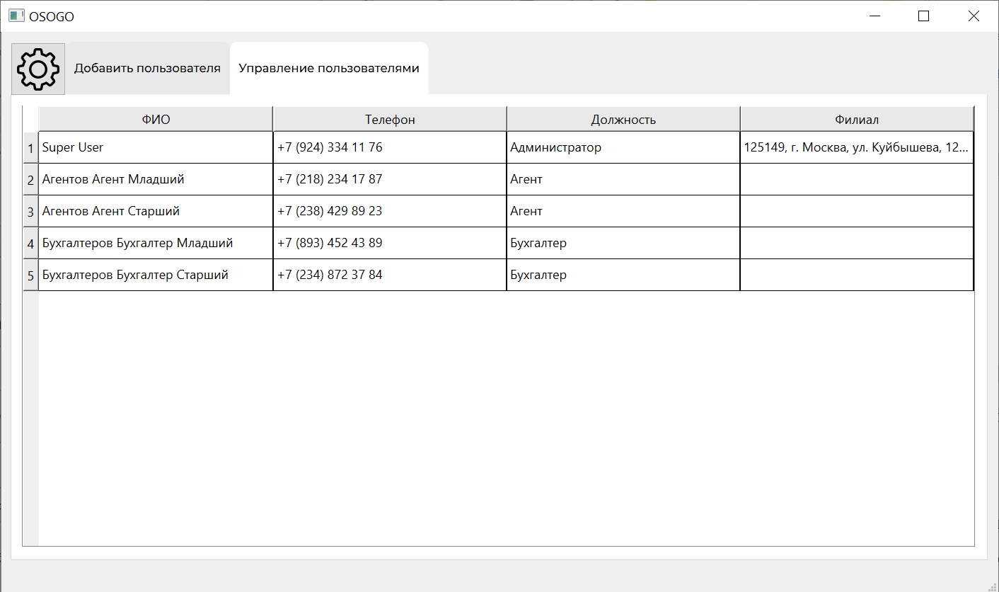 OSOGO
Добавить пользователя Управление пользователями
ФИО Телефон Должность Филиал
1 Super User +7 (924) 334 11 76 Администратор 125149, г. Москва, ул. Куйбышева, 12...
2 Агентов Агент Младший +7 (218) 234 17 87 Агент
3 Агентов Агент Старший +7 (238) 429 89 23 Агент
4 Бухгалтеров Бухгалтер Младший +7 (893) 452 43 89 Бухгалтер
5 Бухгалтеров Бухгалтер Старший +7 (234) 872 37 84 Бухгалтер